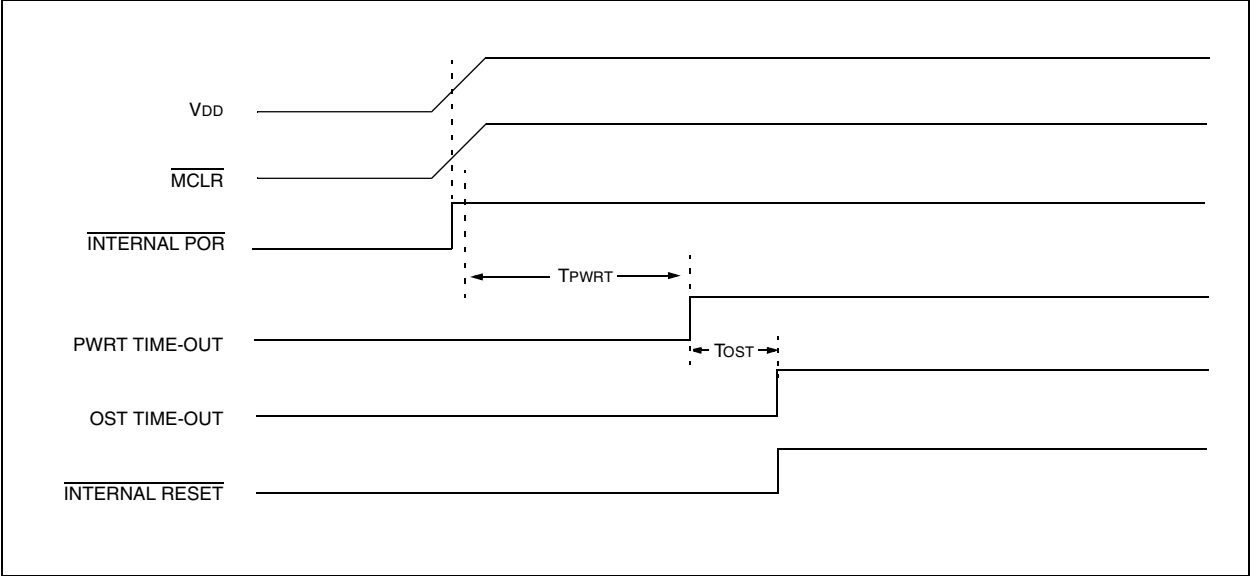 VDD
MCLR
INTERNAL POR
TPWRT
PWRT TIME-OUT
TOST
OST TIME-OUT
INTERNAL RESET